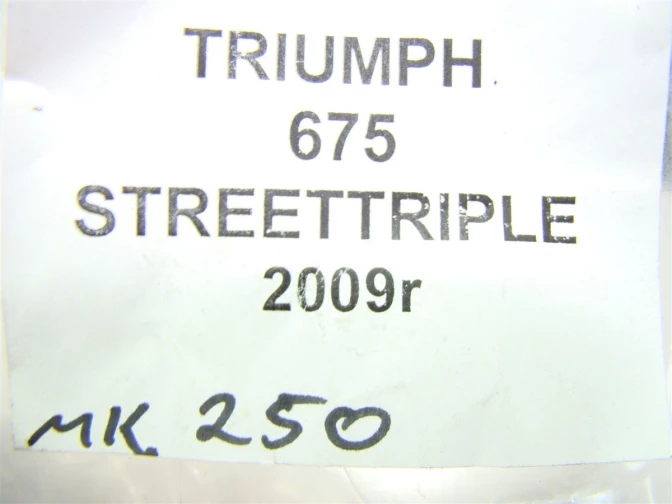 TRIUMPH
675
STREETTRIPLE
2009r
MK. 250